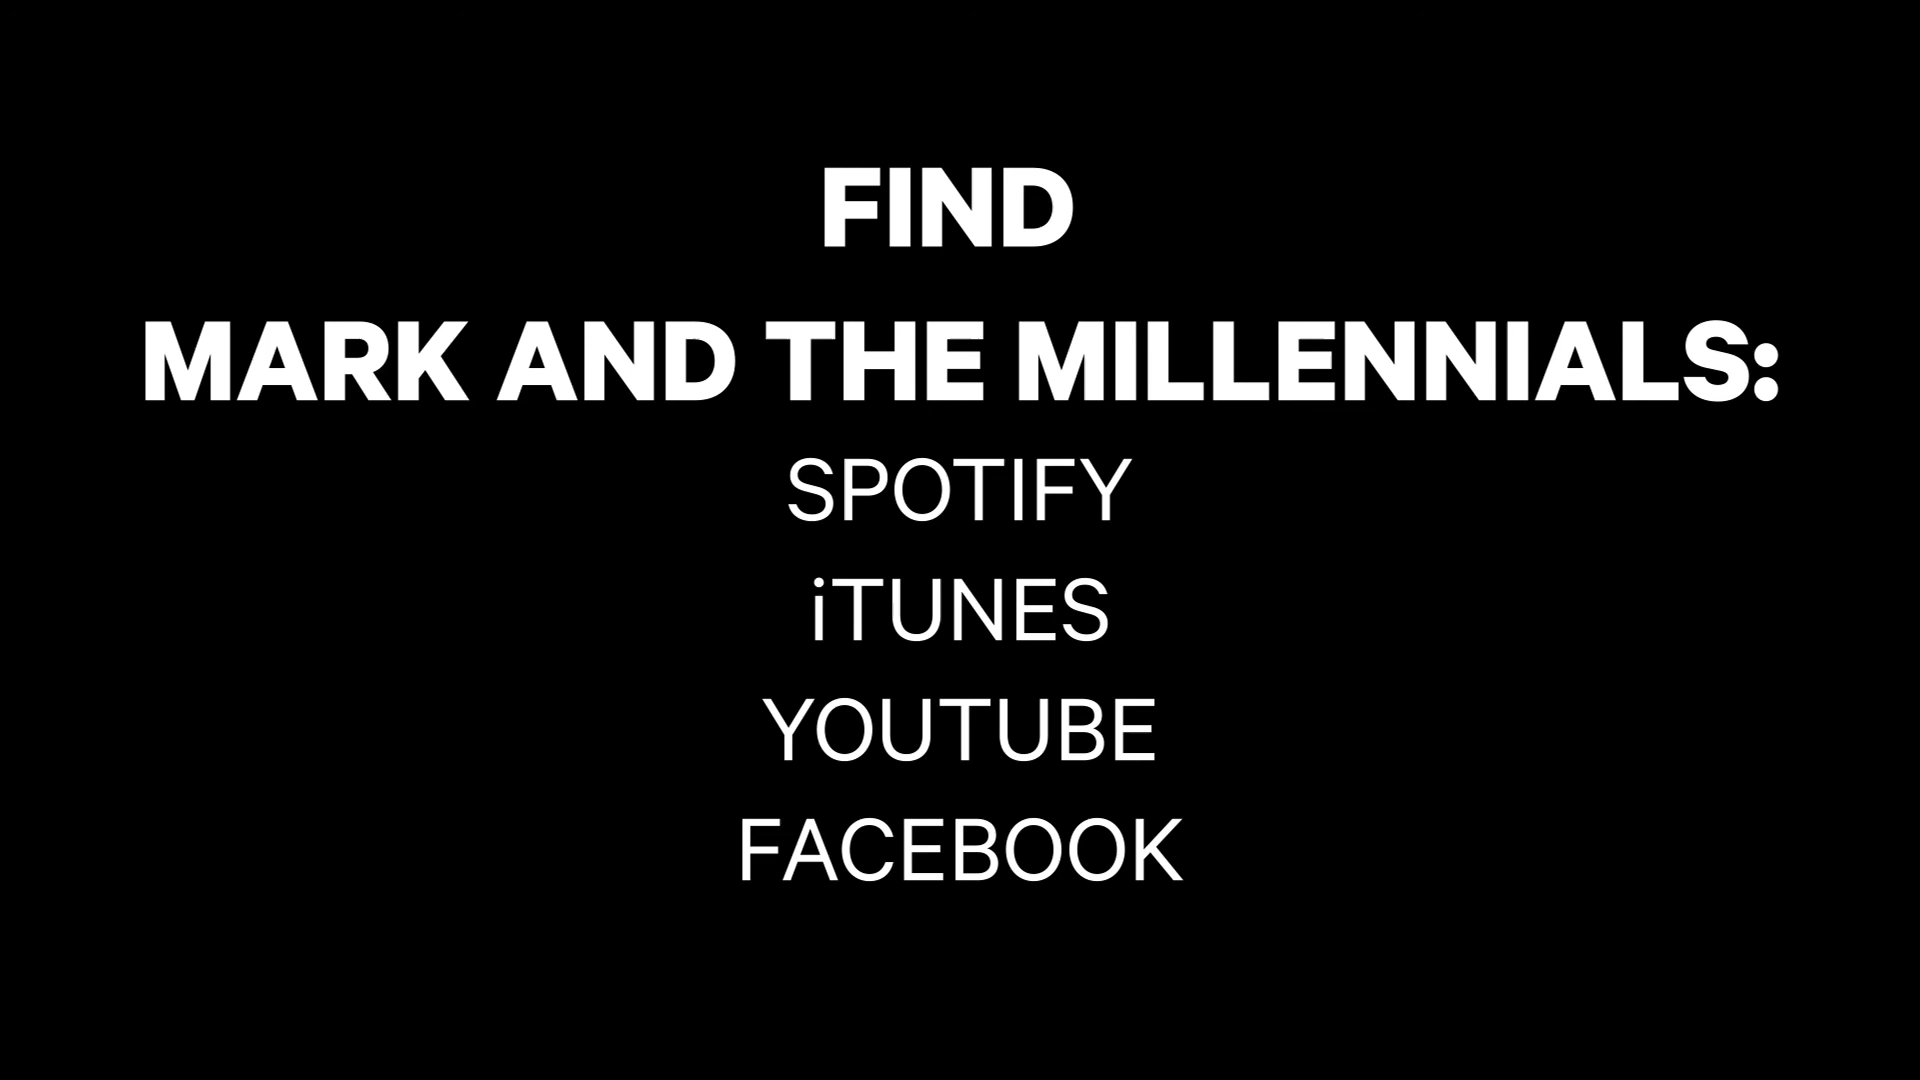 FIND
MARK AND THE MILLENNIALS:
SPOTIFY
iTUNES
YOUTUBE
FACEBOOK